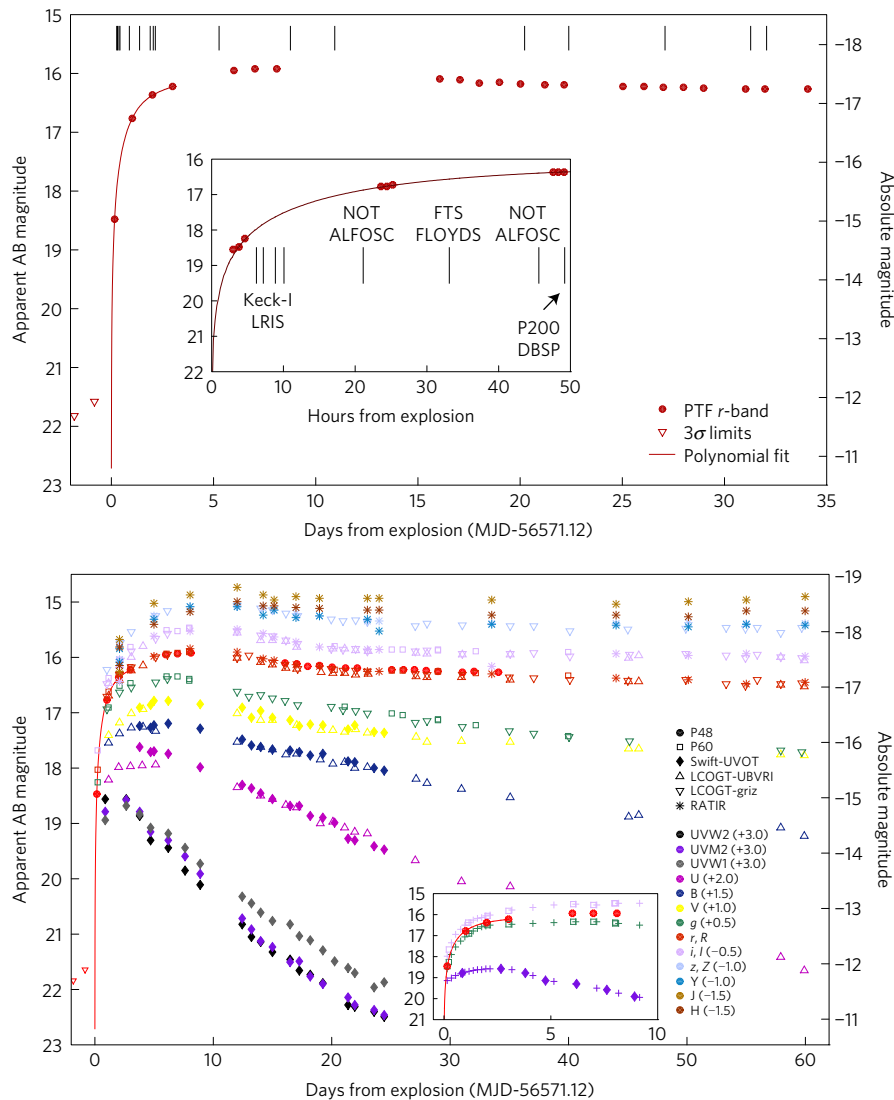 15
16
17
18
19
20
21
22
23
Apparent AB magnitude
−18
−17
−16
−15
−14
−13
−12
−11
Absolute magnitude
16
17
18
19
20
21
22
NOT
ALFOSC
FTS
FLOYDS
NOT
ALFOSC
Keck-I
LRIS
P200
DBSP
0 10 20 30 40 50
Hours from explosion
PTF r-band
3σ limits
Polynomial fit
0 5 10 15 20 25 30 35
Days from explosion (MJD-56571.12)
15
16
17
18
19
20
21
22
23
Apparent AB magnitude
−19
−18
−17
−16
−15
−14
−13
−12
−11
Absolute magnitude
P48
P60
Swift-UVOT
LCOGT-UBVRI
LCOGT-griz
RATIR
UVW2 (+3.0)
UVM2 (+3.0)
UVW1 (+3.0)
U (+2.0)
B (+1.5)
V (+1.0)
g (+0.5)
r, R
i, I (−0.5)
z, Z (−1.0)
Y (−1.0)
J (−1.5)
H (−1.5)
15
16
17
18
19
20
21
0 5 10
0 10 20 30 40 50 60
Days from explosion (MJD-56571.12)